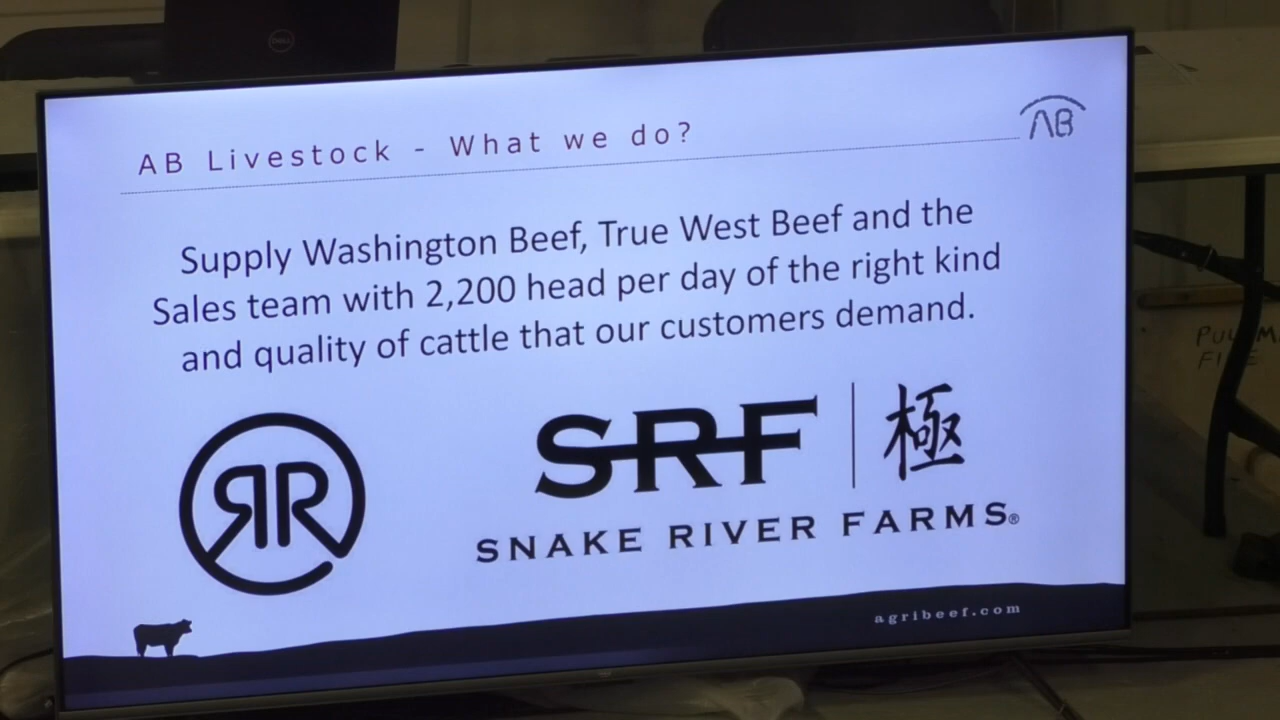 DELL
AB Livestock - What we do?
AB
Supply Washington Beef, True West Beef and the
Sales team with 2,200 head per day of the right kind
and quality of cattle that our customers demand.
RR
SRF | 極
SNAKE RIVER FARMS®
agribeef.com